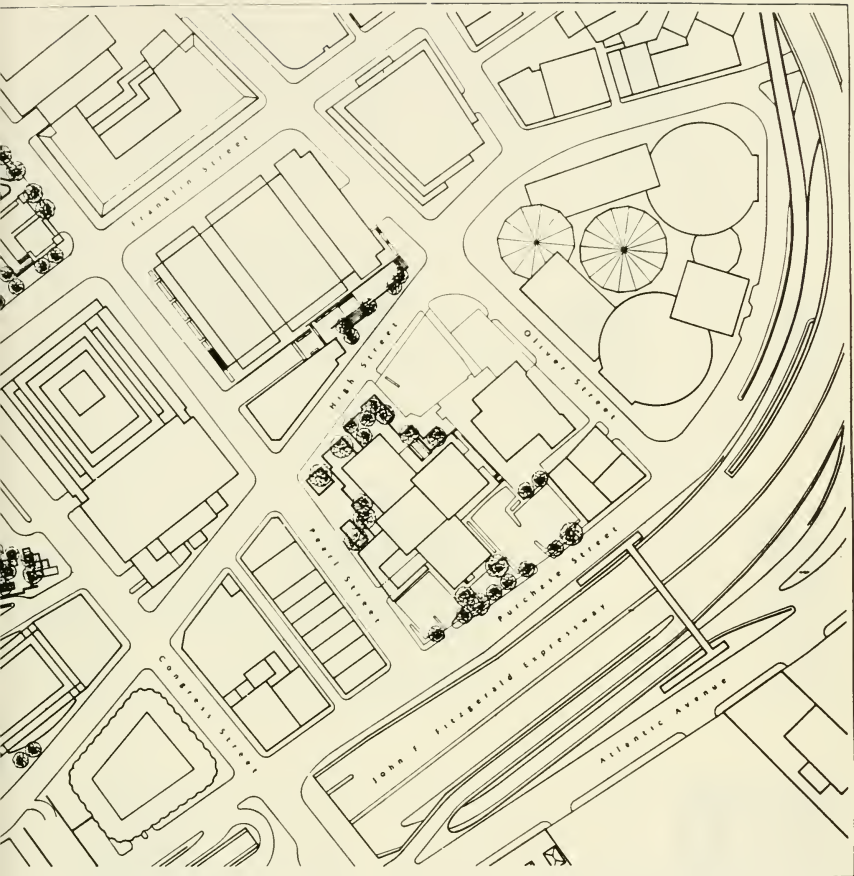 Franklin Street
High Street
Oliver Street
Pearl Street
Purchase Street
Congress Street
John F. Fitzgerald Expressway
Atlantic Avenue